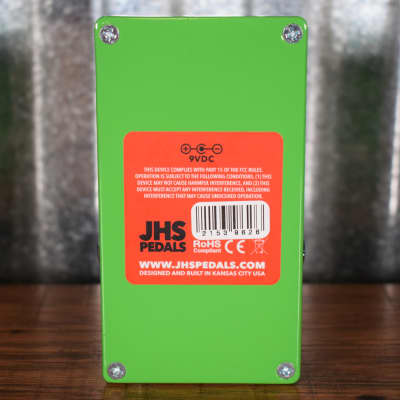 9VDC
THIS DEVICE COMPLIES WITH PART 15 OF THE FCC RULES.
OPERATION IS SUBJECT TO THE FOLLOWING CONDITIONS, (1) THIS
DEVICE MAY NOT CAUSE HARMFUL INTERFERENCE, AND (2) THIS
DEVICE MUST ACCEPT ANY INTERFERENCE RECEIVED, INCLUDING
INTERFERENCE THAT MAY CAUSE UNDESIRED OPERATION.
JHS
PEDALS
21539828
RoHS
Compliant
CE
WWW.JHSPEDALS.COM
DESIGNED AND BUILT IN KANSAS CITY USA